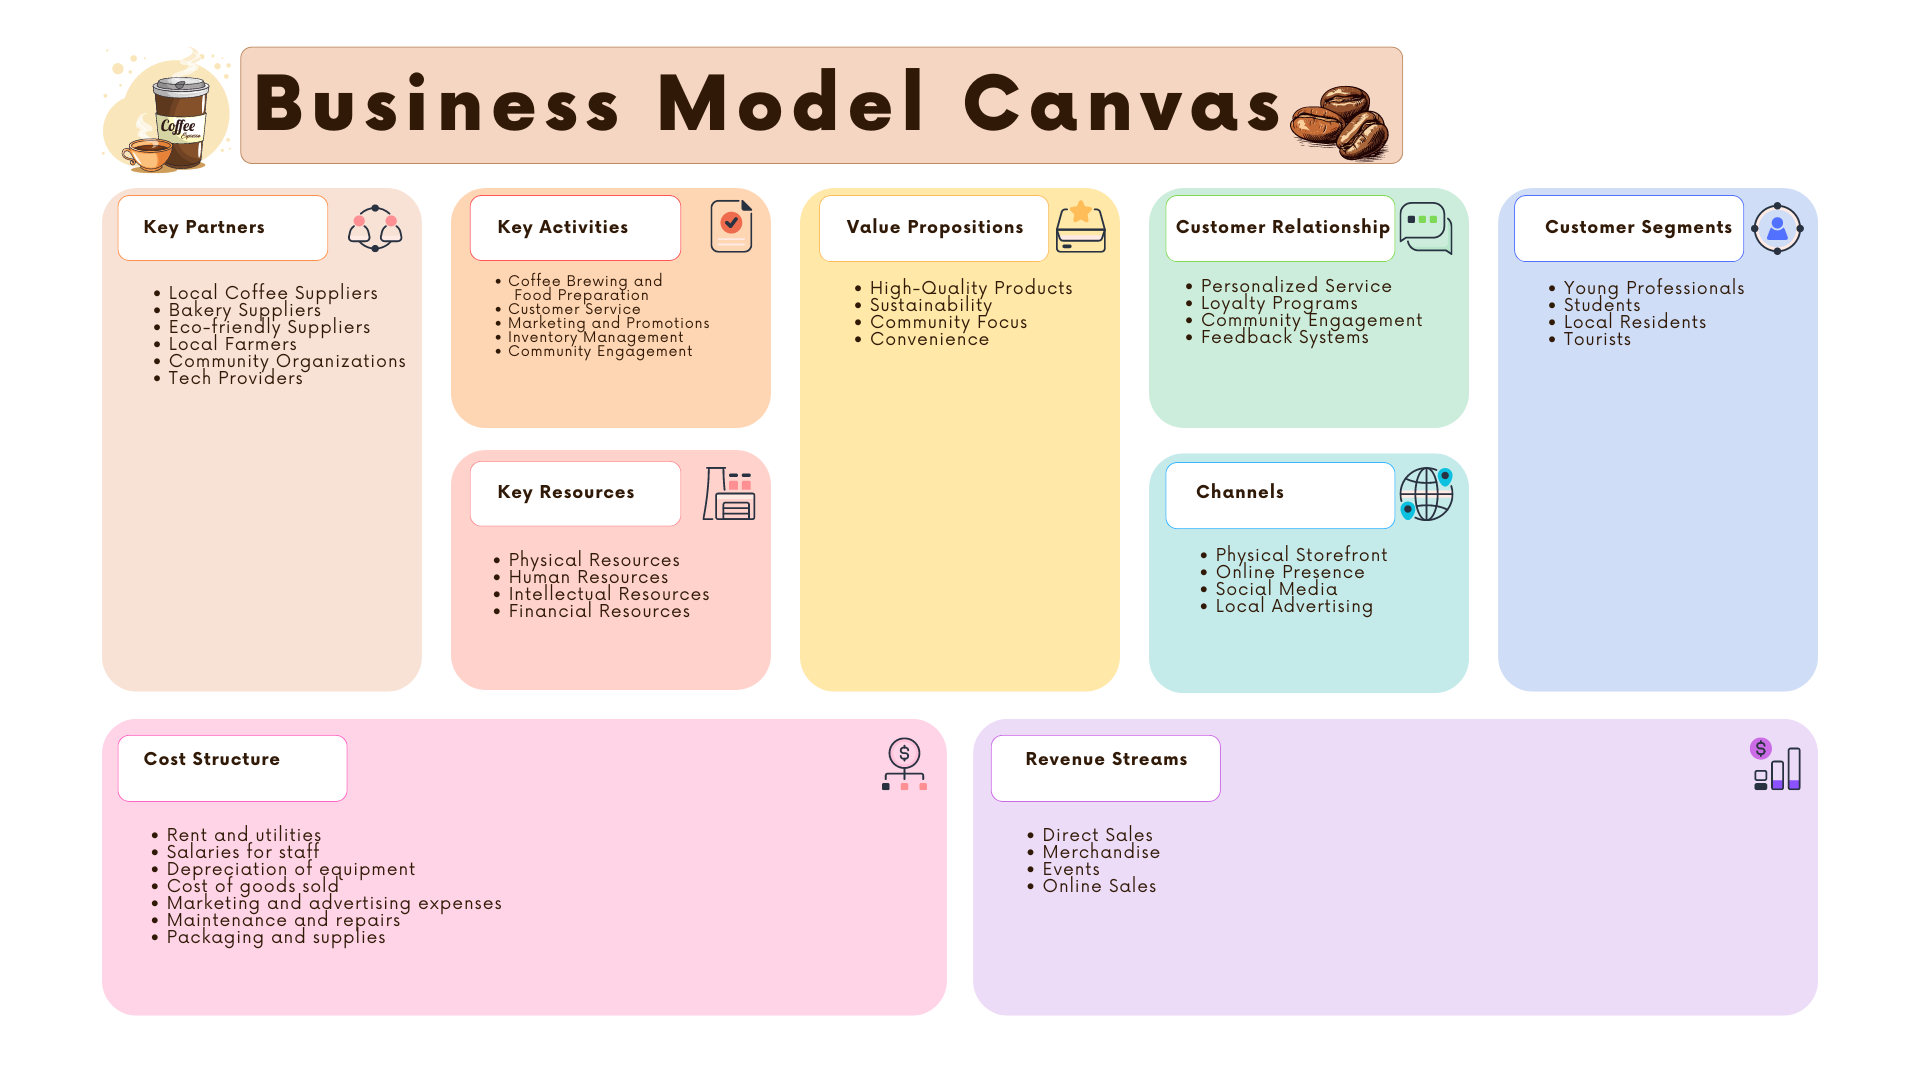 Business Model Canvas
Coffee
Key Partners
• Local Coffee Suppliers
• Bakery Suppliers
• Eco-friendly Suppliers
• Local Farmers
• Community Organizations
• Tech Providers
Key Activities
• Coffee Brewing and
Food Preparation
• Customer Service
• Marketing and Promotions
• Inventory Management
• Community Engagement
Key Resources
• Physical Resources
• Human Resources
• Intellectual Resources
• Financial Resources
Value Propositions
• High-Quality Products
• Sustainability
• Community Focus
• Convenience
Customer Relationship
• Personalized Service
• Loyalty Programs
• Community Engagement
• Feedback Systems
Channels
• Physical Storefront
• Online Presence
• Social Media
• Local Advertising
Customer Segments
• Young Professionals
• Students
• Local Residents
• Tourists
Cost Structure
$
• Rent and utilities
• Salaries for staff
• Depreciation of equipment
• Cost of goods sold
• Marketing and advertising expenses
• Maintenance and repairs
• Packaging and supplies
Revenue Streams
$
• Direct Sales
• Merchandise
• Events
• Online Sales